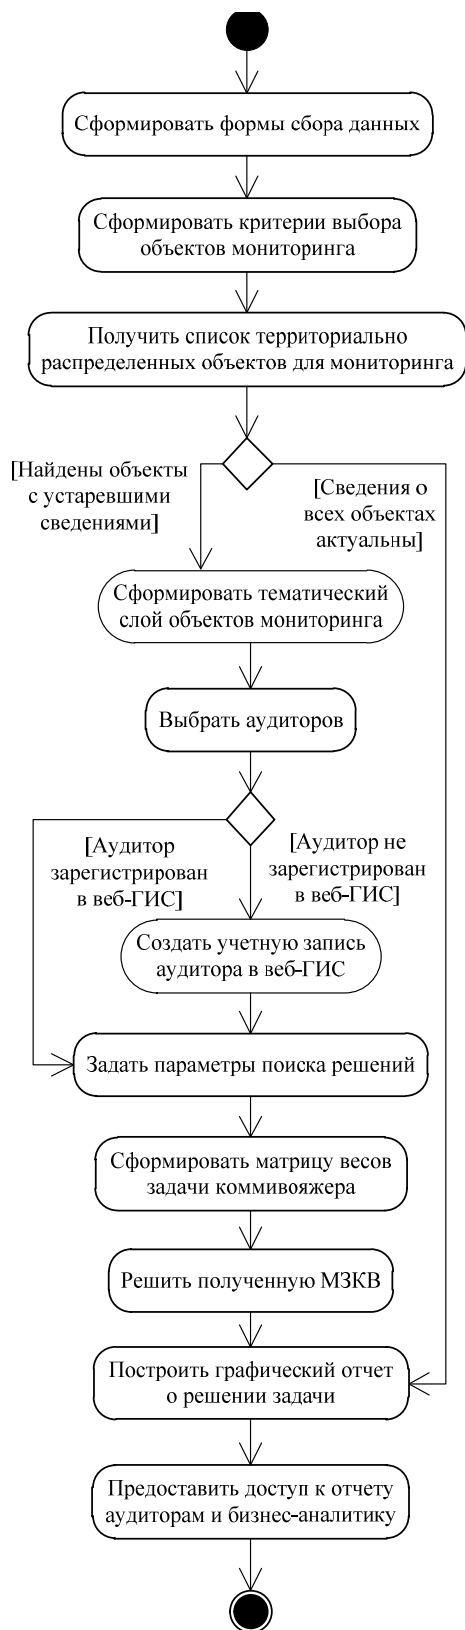 Сформировать формы сбора данных
Сформировать критерии выбора
объектов мониторинга
Получить список территориально
распределенных объектов для мониторинга
[Найдены объекты
с устаревшими
сведениями]
[Сведения о
всех объектах
актуальны]
Сформировать тематический
слой объектов мониторинга
Выбрать аудиторов
[Аудитор
зарегистрирован
в веб-ГИС]
[Аудитор не
зарегистрирован
в веб-ГИС]
Создать учетную запись
аудитора в веб-ГИС
Задать параметры поиска решений
Сформировать матрицу весов
задачи коммивояжера
Решить полученную МЗКВ
Построить графический отчет
о решении задачи
Предоставить доступ к отчету
аудиторам и бизнес-аналитику